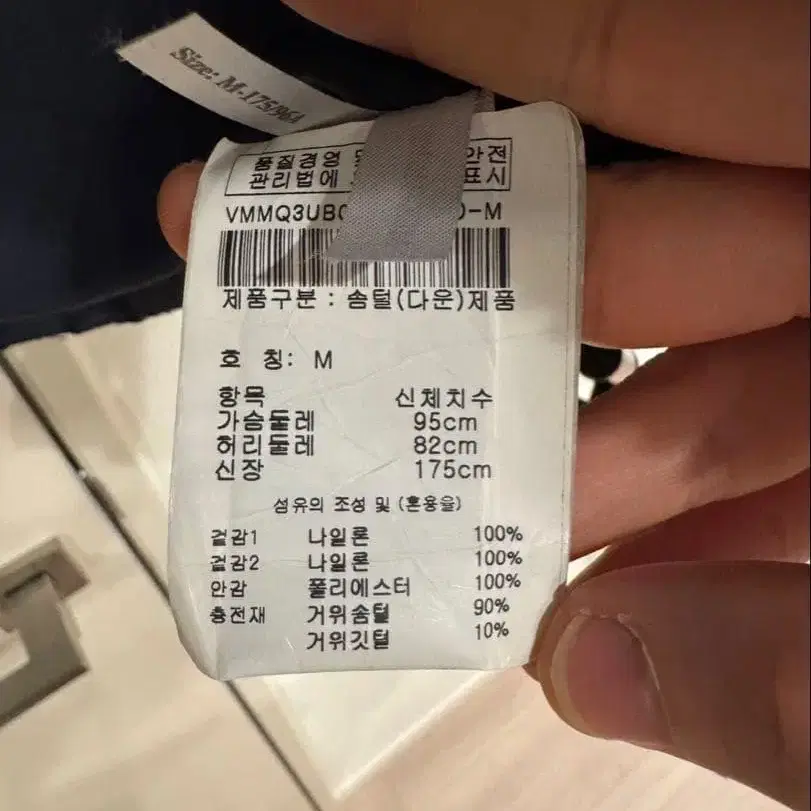 Size: M-175/96A
품질경영 안전
관리법에 표시
VMMQ3UB -M
제품구분 : 솜털(다운)제품
호 칭: M
항목 신체치수
가슴둘레 95cm
허리둘레 82cm
신장 175cm
섬유의 조성 및 (혼용율)
겉감1 나일론 100%
겉감2 나일론 100%
안감 폴리에스터 100%
충전재 거위솜털 90%
거위깃털 10%